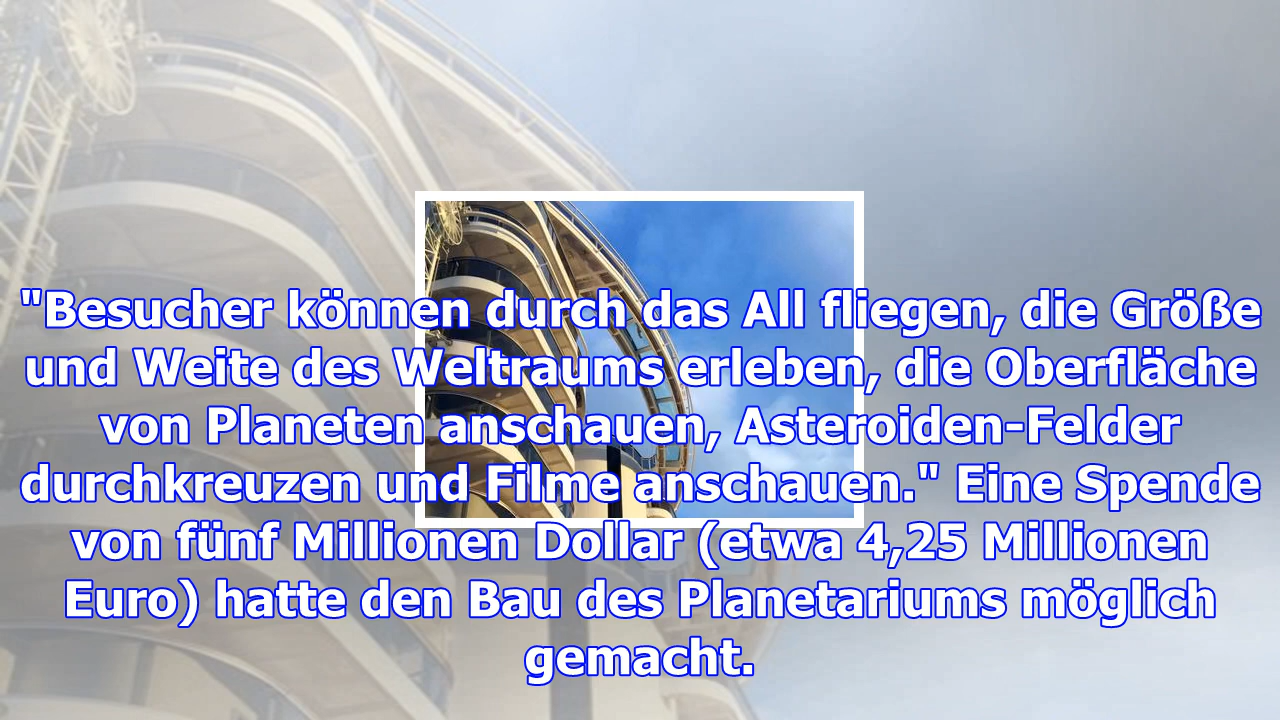 "Besucher können durch das All fliegen, die Größe
und Weite des Weltraums erleben, die Oberfläche
von Planeten anschauen, Asteroiden-Felder
durchkreuzen und Filme anschauen." Eine Spende
von fünf Millionen Dollar (etwa 4,25 Millionen
Euro) hatte den Bau des Planetariums möglich
gemacht.